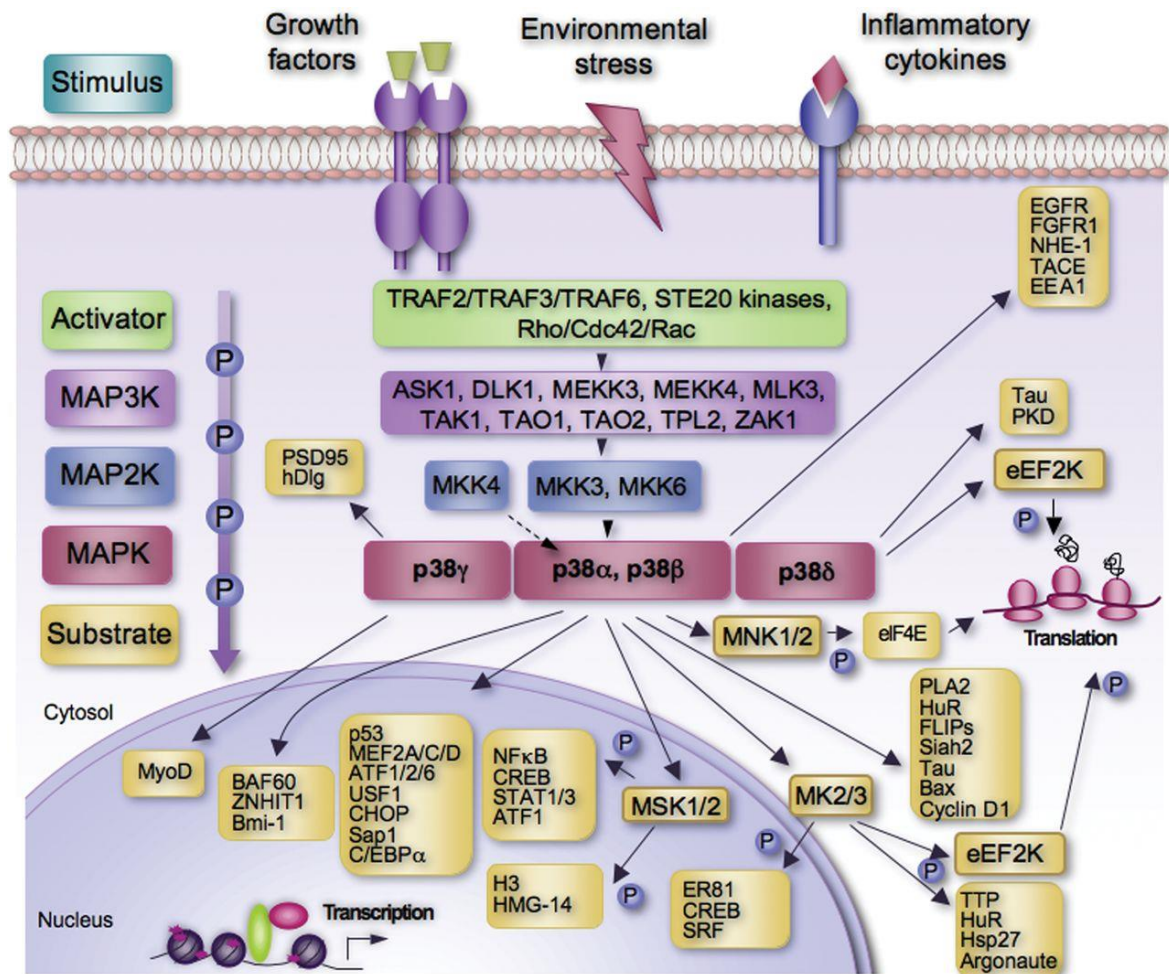 Growth
factors
Environmental
stress
Inflammatory
cytokines
Stimulus
EGFR
FGFR1
NHE-1
TACE
EEA1
Activator
TRAF2/TRAF3/TRAF6, STE20 kinases,
Rho/Cdc42/Rac
P
MAP3K
ASK1, DLK1, MEKK3, MEKK4, MLK3,
TAK1, TAO1, TAO2, TPL2, ZAK1
Tau
PKD
P
MAP2K
PSD95
hDlg
MKK4
MKK3, MKK6
eEF2K
P
P
MAPK
p38γ
p38α, p38β
p38δ
P
Substrate
MNK1/2
eIF4E
P
Translation
Cytosol
PLA2
HuR
FLIPs
Siah2
Tau
Bax
Cyclin D1
P
MyoD
BAF60
ZNHIT1
Bmi-1
p53
MEF2A/C/D
ATF1/2/6
USF1
CHOP
Sap1
C/EBPα
NFκB
CREB
STAT1/3
ATF1
P
MSK1/2
MK2/3
P
P
eEF2K
H3
HMG-14
P
ER81
CREB
SRF
TTP
HuR
Hsp27
Argonaute
Nucleus
Transcription